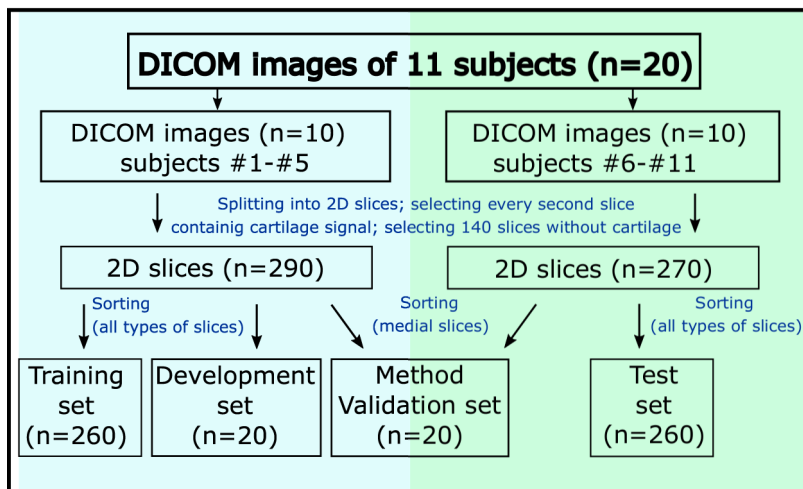 DICOM images of 11 subjects (n=20)
DICOM images (n=10)
subjects #1-#5
DICOM images (n=10)
subjects #6-#11
Splitting into 2D slices; selecting every second slice
containig cartilage signal; selecting 140 slices without cartilage
2D slices (n=290)
2D slices (n=270)
Sorting
(all types of slices)
Sorting
(medial slices)
Sorting
(all types of slices)
Training
set
(n=260)
Development
set
(n=20)
Method
Validation set
(n=20)
Test
set
(n=260)